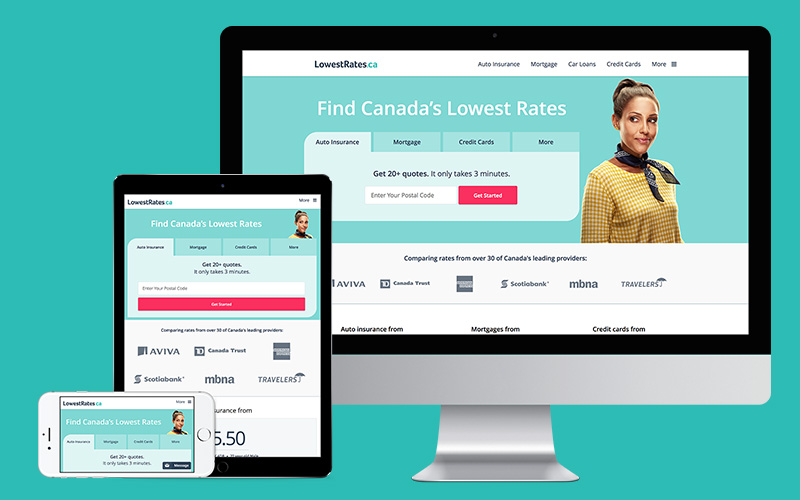 LowestRates.ca
Auto Insurance Mortgage Car Loans Credit Cards More
Find Canada's Lowest Rates
Auto Insurance Mortgage Credit Cards More
Get 20+ quotes. It only takes 3 minutes.
Enter Your Postal Code Get Started
Comparing rates from over 30 of Canada's leading providers:
AVIVA Canada Trust Scotiabank mbna TRAVELERS
Auto insurance from Mortgages from Credit cards from
LowestRates.ca More
Find Canada's Lowest Rates
Auto Insurance Mortgage Credit Cards More
Get 20+ quotes.
It only takes 3 minutes.
Enter Your Postal Code
Get Started
Comparing rates from over 30 of Canada's leading providers:
AVIVA TD Canada Trust
Scotiabank mbna TRAVELERS
surance from
5.50
LowestRates.ca More
Find Canada's Lowest Rates
Auto Insurance Mortgage Credit Cards More
Get 20+ quotes.
It only takes 3 minutes.
Message